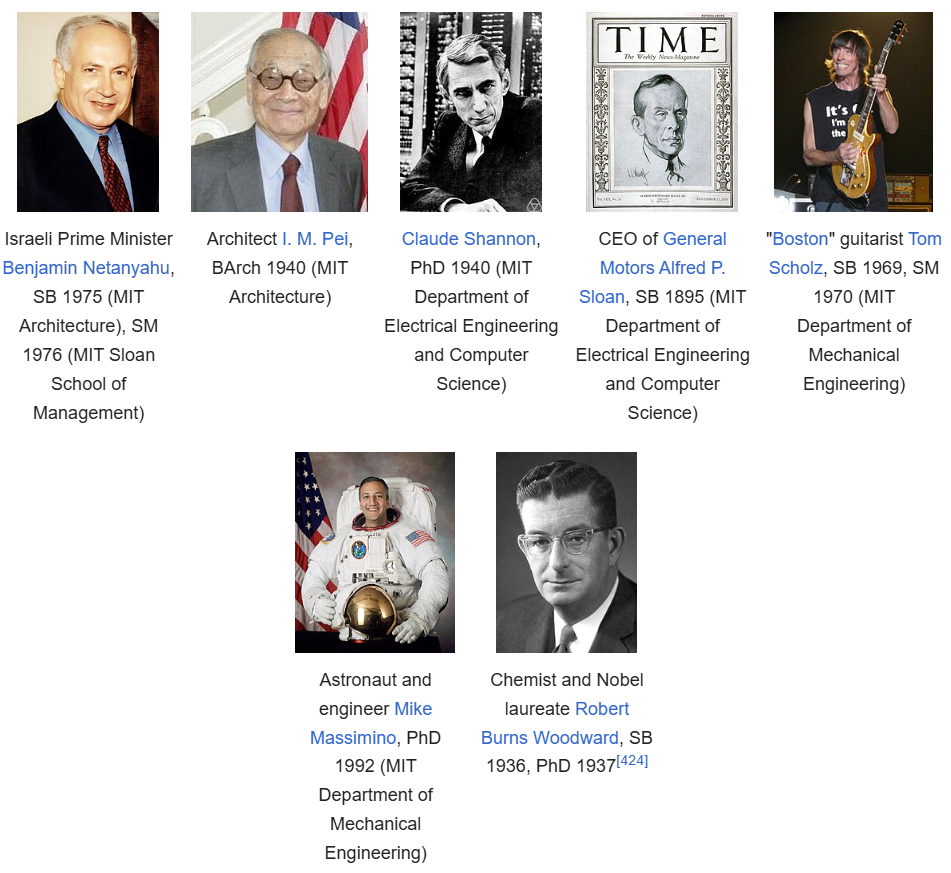 TIME
The Weekly News-Magazine
It's
I'm
the
Israeli Prime Minister
Benjamin Netanyahu,
SB 1975 (MIT
Architecture), SM
1976 (MIT Sloan
School of
Management)
Architect I. M. Pei,
BArch 1940 (MIT
Architecture)
Claude Shannon,
PhD 1940 (MIT
Department of
Electrical Engineering
and Computer
Science)
CEO of General
Motors Alfred P.
Sloan, SB 1895 (MIT
Department of
Electrical Engineering
and Computer
Science)
"Boston" guitarist Tom
Scholz, SB 1969, SM
1970 (MIT
Department of
Mechanical
Engineering)
Astronaut and
engineer Mike
Massimino, PhD
1992 (MIT
Department of
Mechanical
Engineering)
Chemist and Nobel
laureate Robert
Burns Woodward, SB
1936, PhD 1937[424]